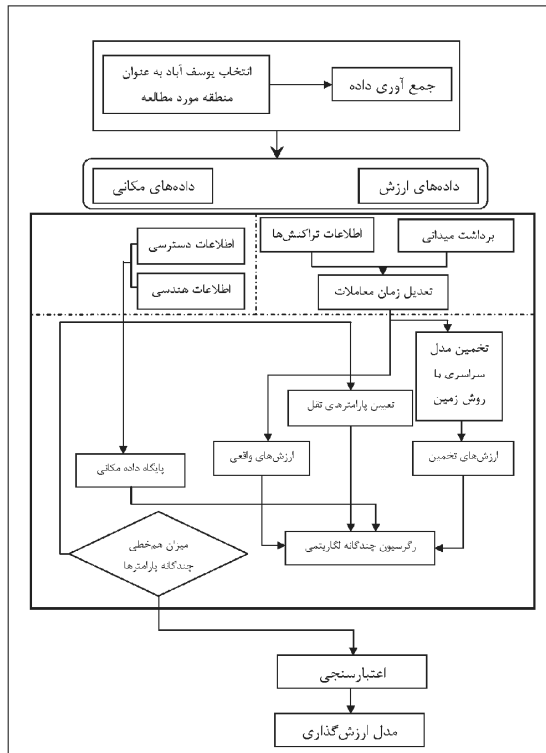 انتخاب یوسف آباد به عنوان
منطقه مورد مطالعه
جمع آوری داده
داده‌های ارزش
داده‌های مکانی
برداشت میدانی
اطلاعات تراکنش‌ها
اطلاعات دسترسی
اطلاعات هندسی
تعدیل زمان معاملات
تخمین مدل
سراسری با
روش زمین
تعیین پارامترهای تقل
ارزش‌های تخمین
ارزش‌های واقعی
پایگاه داده مکانی
رگرسیون چندگانه لگاریتمی
میزان هم‌خطی
چندگانه پارامترها
اعتبارسنجی
مدل ارزش‌گذاری